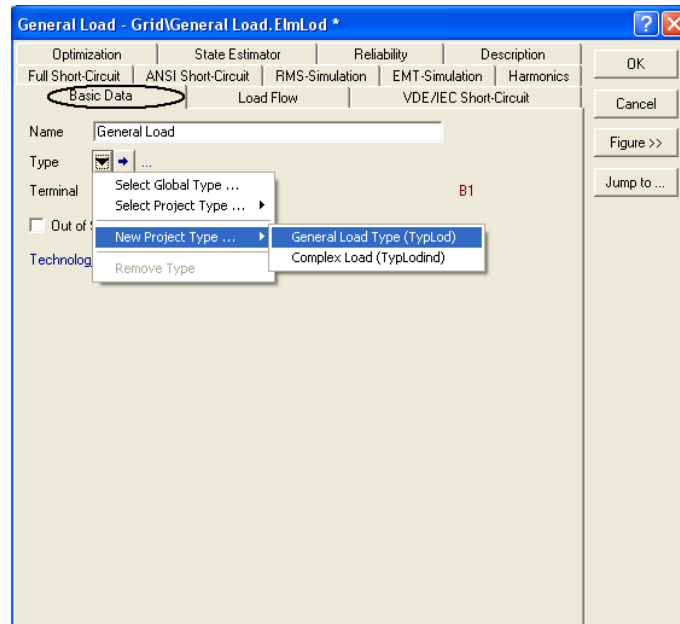 General Load - Grid\General Load.ElmLod *
Optimization State Estimator Reliability Description
Full Short-Circuit ANSI Short-Circuit RMS-Simulation EMT-Simulation Harmonics
Basic Data Load Flow VDE/IEC Short-Circuit
OK
Cancel
Figure >>
Jump to ...
Name General Load
Type ...
Terminal B1
Out of
Technolog
Select Global Type ...
Select Project Type ...
New Project Type ...
Remove Type
General Load Type (TypLod)
Complex Load (TypLodind)